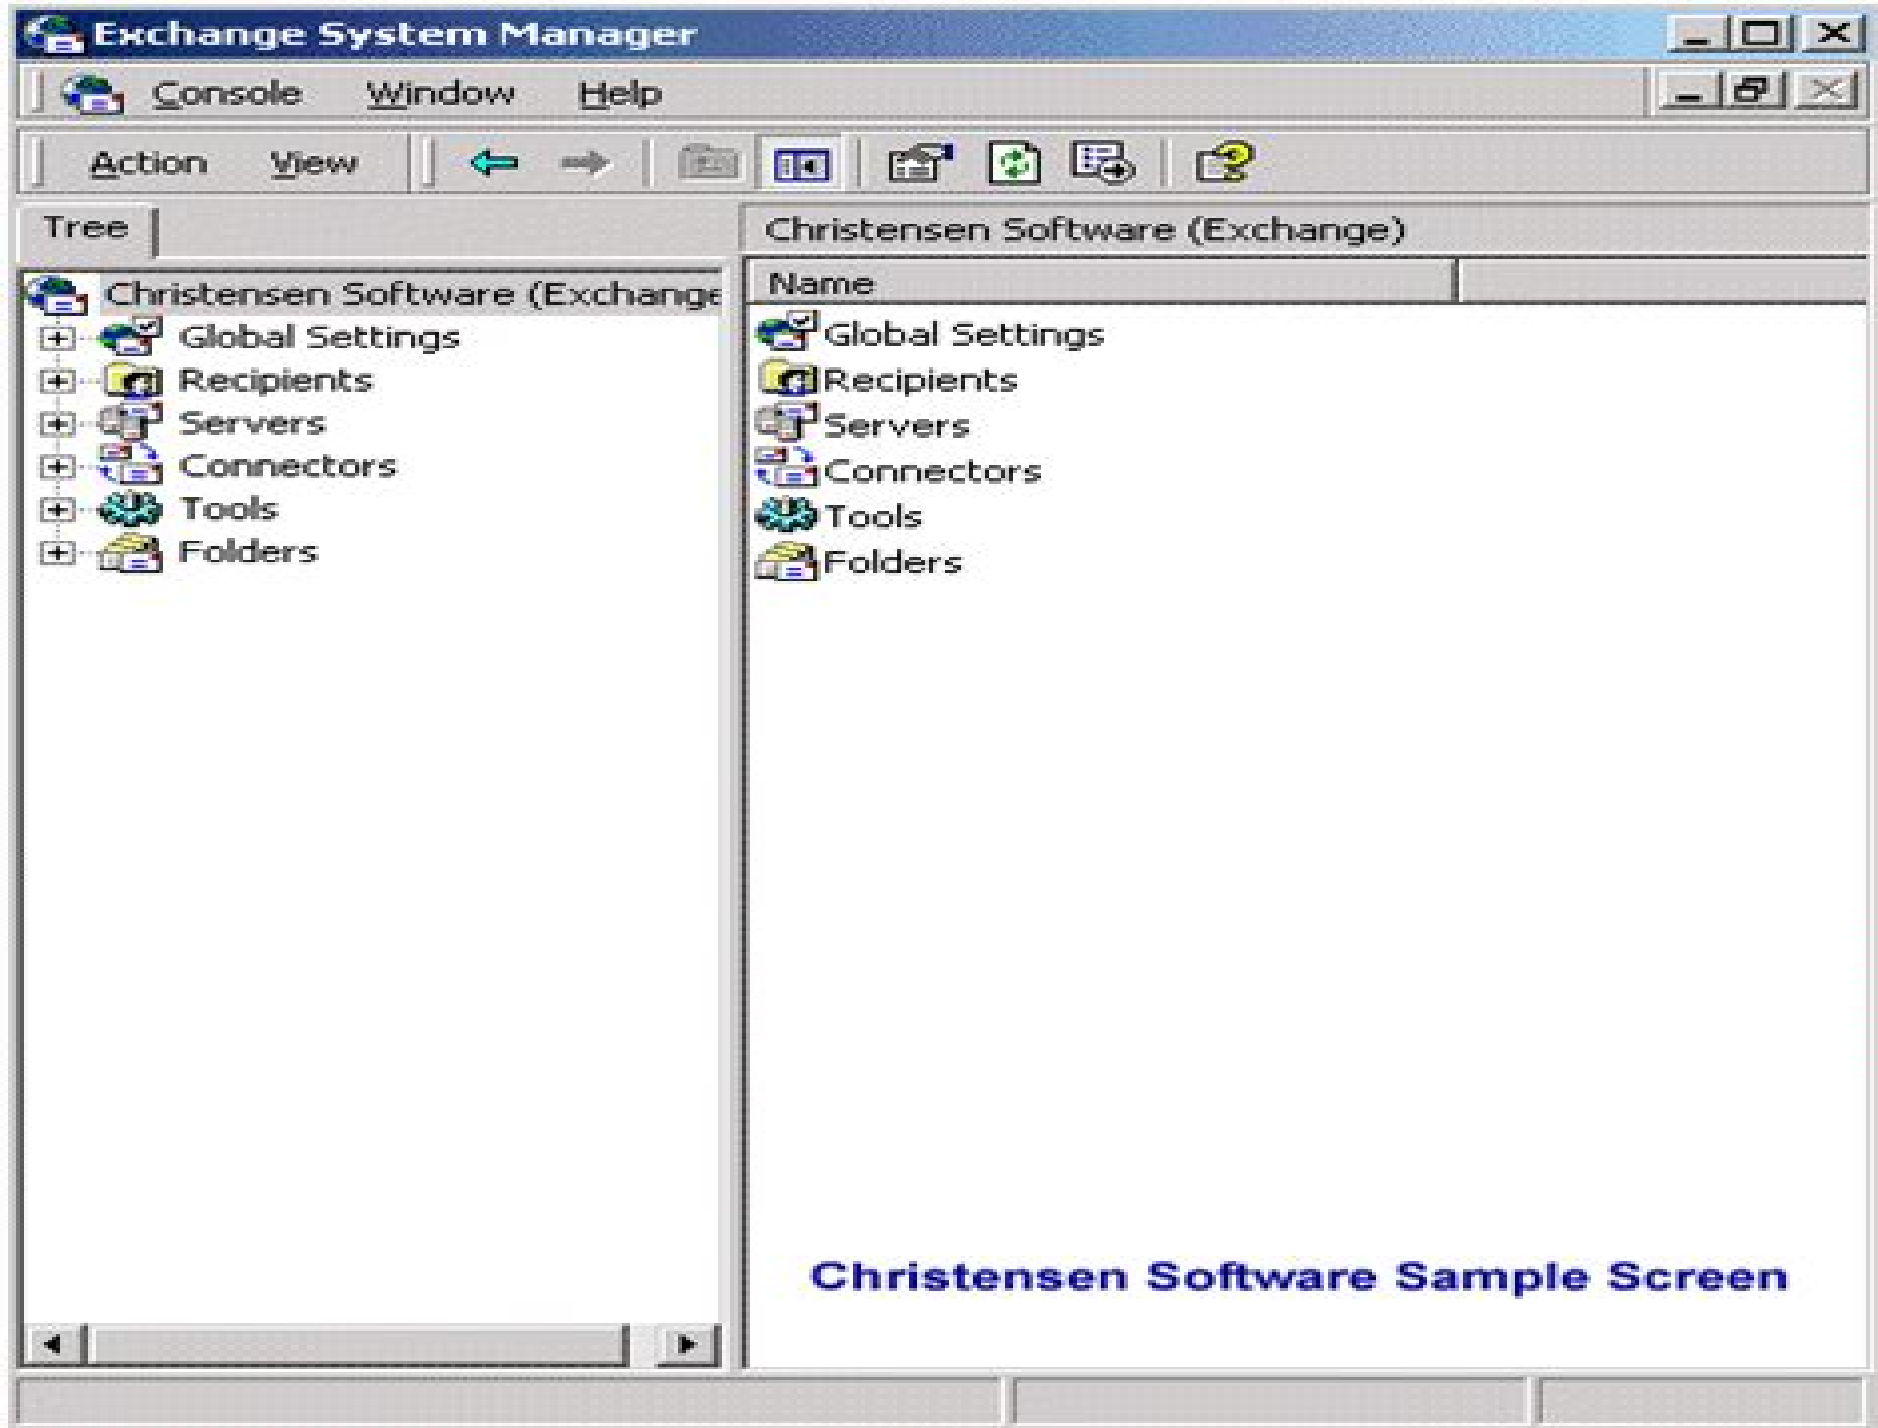 Exchange System Manager
Console Window Help
Action View
Tree
Christensen Software (Exchange
Global Settings
Recipients
Servers
Connectors
Tools
Folders
Christensen Software (Exchange)
Name
Global Settings
Recipients
Servers
Connectors
Tools
Folders
Christensen Software Sample Screen